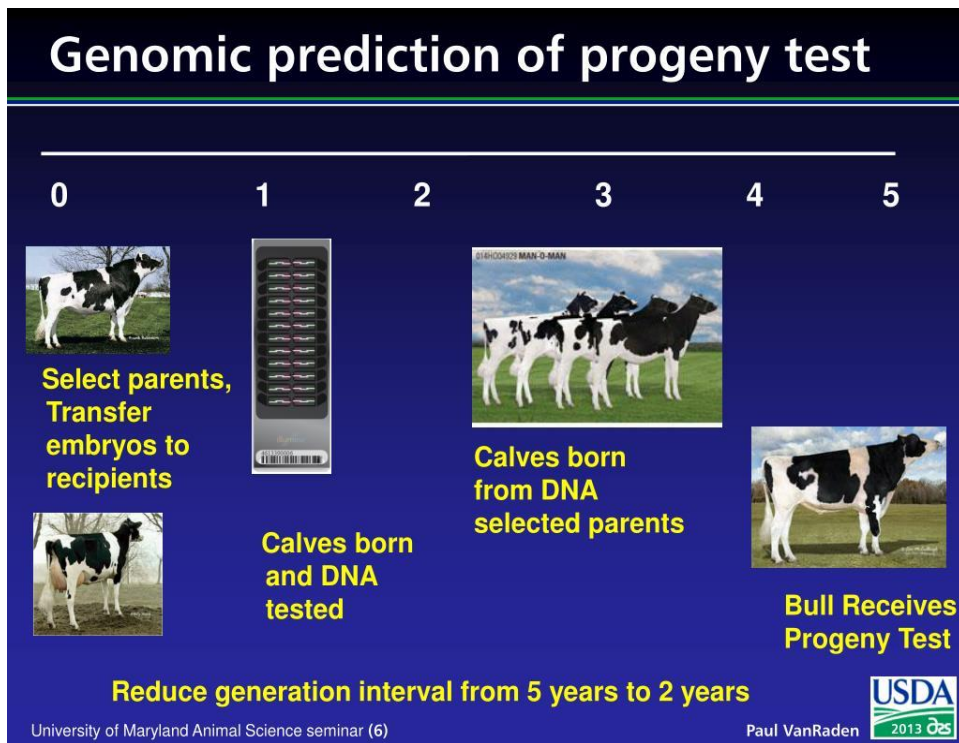 Genomic prediction of progeny test
0 1 2 3 4 5
014HO04929 MAN-O-MAN
Select parents,
Transfer
embryos to
recipients
Calves born
and DNA
tested
Calves born
from DNA
selected parents
Bull Receives
Progeny Test
Reduce generation interval from 5 years to 2 years
University of Maryland Animal Science seminar (6)
Paul VanRaden
USDA
2013 ars